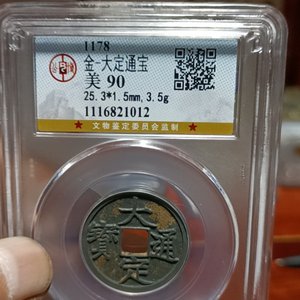 1178
金-大定通宝
美 90
25.3*1.5mm, 3.5g
1116821012
★ 文物鉴定委员会监制 ★
大定通寶